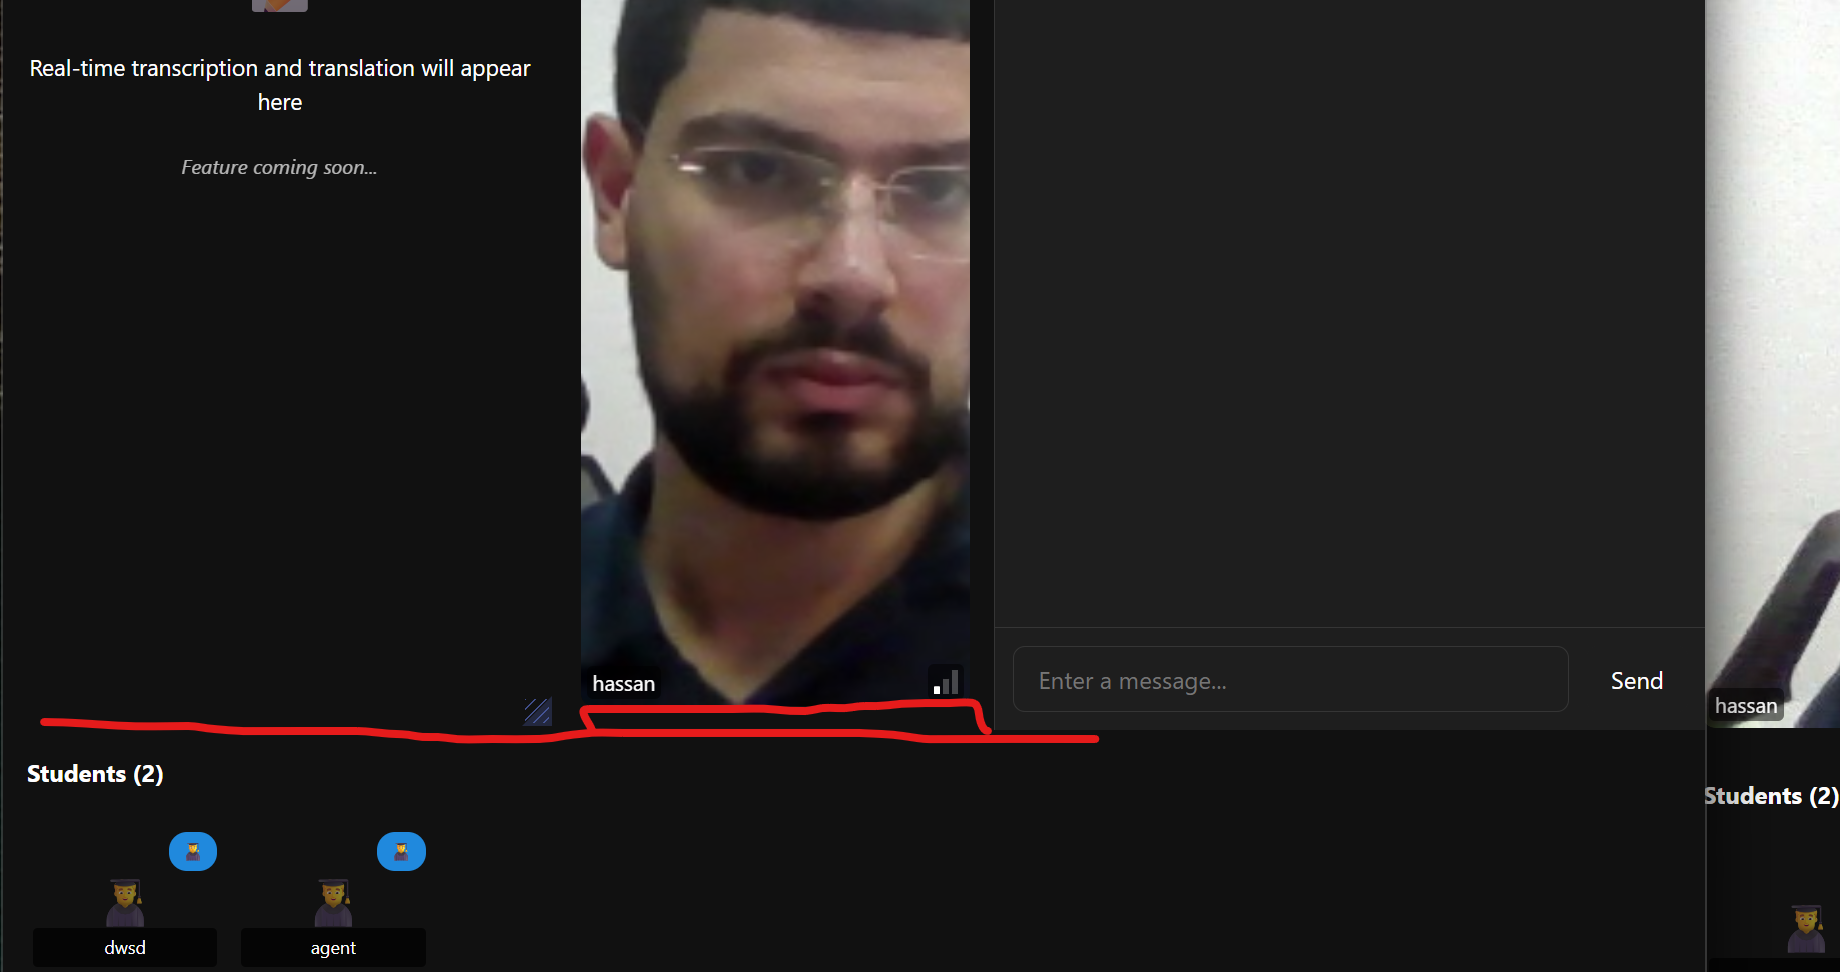 Real-time transcription and translation will appear
here
Feature coming soon...
hassan
Enter a message...
Send
hassan
Students (2)
Students (2)
dwsd
agent